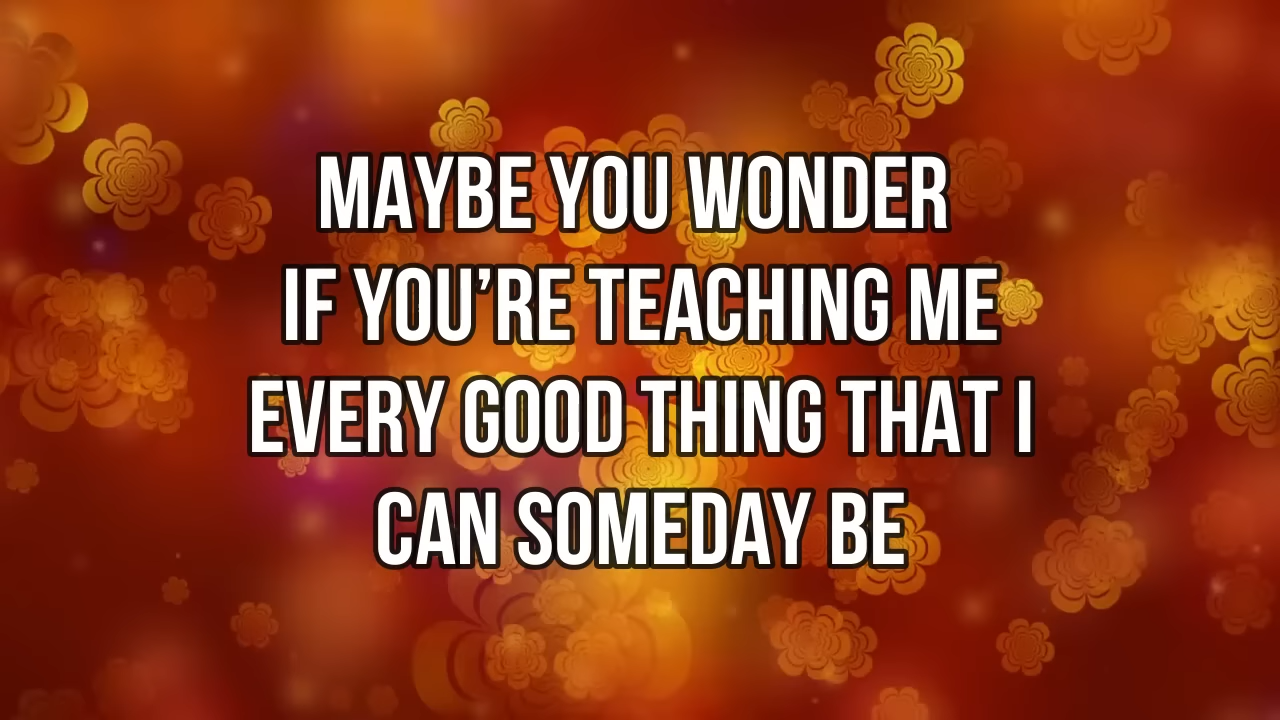 MAYBE YOU WONDER
IF YOU’RE TEACHING ME
EVERY GOOD THING THAT I
CAN SOMEDAY BE